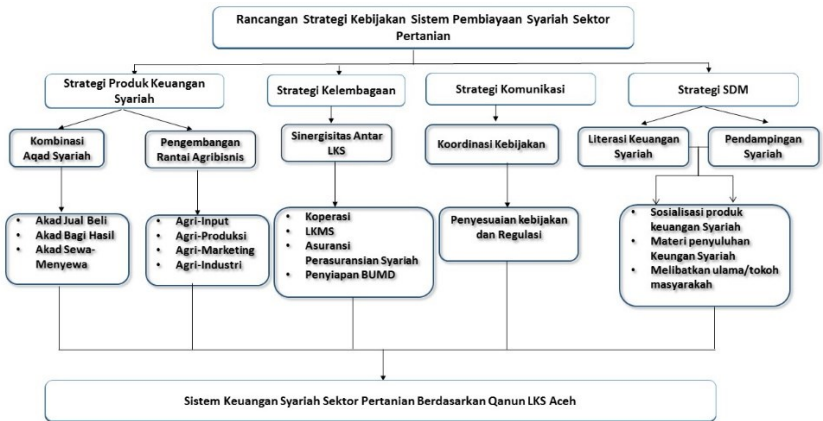 Rancangan Strategi Kebijakan Sistem Pembiayaan Syariah Sektor
Pertanian
Strategi Produk Keuangan
Syariah
Strategi Kelembagaan
Strategi Komunikasi
Strategi SDM
Kombinasi
Aqad Syariah
Pengembangan
Rantai Agribisnis
Sinergisitas Antar
LKS
Koordinasi Kebijakan
Literasi Keuangan
Syariah
Pendampingan
Syariah
• Akad Jual Beli
• Akad Bagi Hasil
• Akad Sewa-
Menyewa
• Agri-Input
• Agri-Produksi
• Agri-Marketing
• Agri-Industri
• Koperasi
• LKMS
• Asuransi
Perasuransian Syariah
• Penyiapan BUMD
Penyesuaian kebijakan
dan Regulasi
• Sosialisasi produk
keuangan Syariah
• Materi penyuluhan
Keungan Syariah
• Melibatkan ulama/tokoh
masyarakah
Sistem Keuangan Syariah Sektor Pertanian Berdasarkan Qanun LKS Aceh